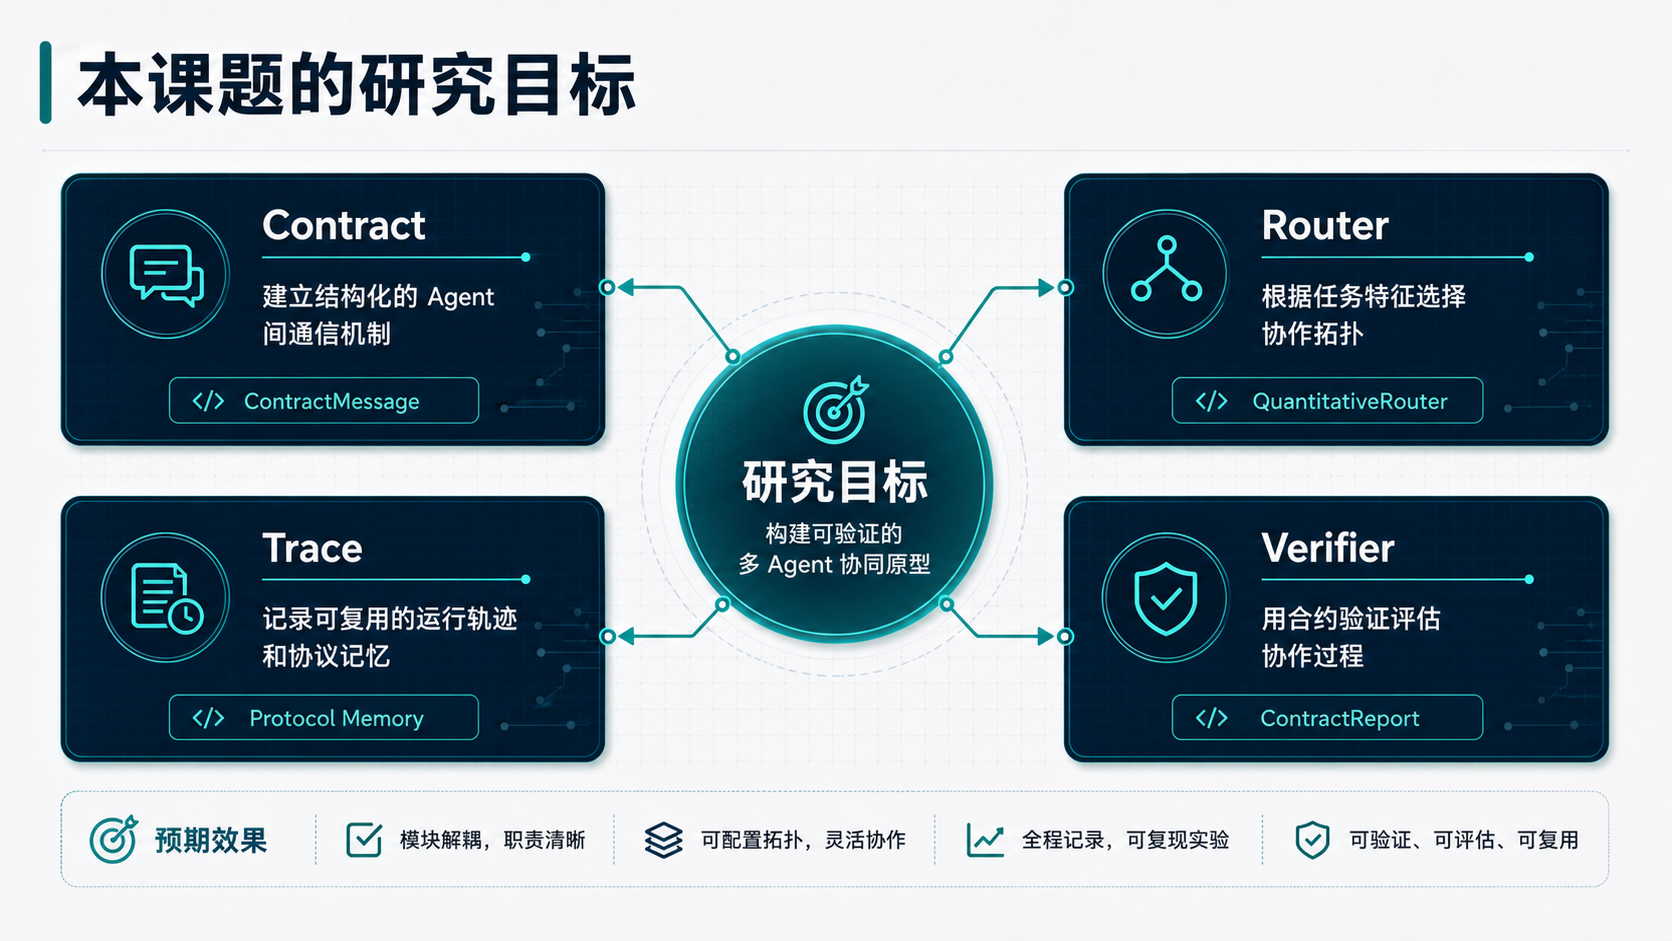 本课题的研究目标
Contract
建立结构化的 Agent
间通信机制
</> ContractMessage
Router
根据任务特征选择
协作拓扑
</> QuantitativeRouter
研究目标
构建可验证的
多 Agent 协同原型
Trace
记录可复用的运行轨迹
和协议记忆
</> Protocol Memory
Verifier
用合约验证评估
协作过程
</> ContractReport
预期效果
模块解耦，职责清晰
可配置拓扑，灵活协作
全程记录，可复现实验
可验证、可评估、可复用